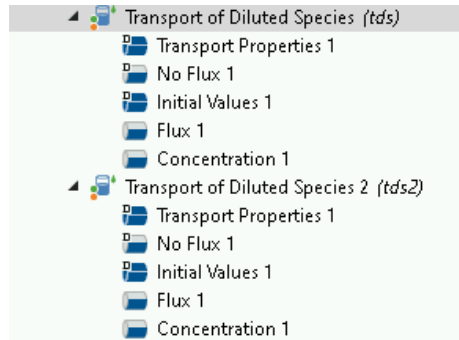 Transport of Diluted Species (tds)
Transport Properties 1
No Flux 1
Initial Values 1
Flux 1
Concentration 1
Transport of Diluted Species 2 (tds2)
Transport Properties 1
No Flux 1
Initial Values 1
Flux 1
Concentration 1